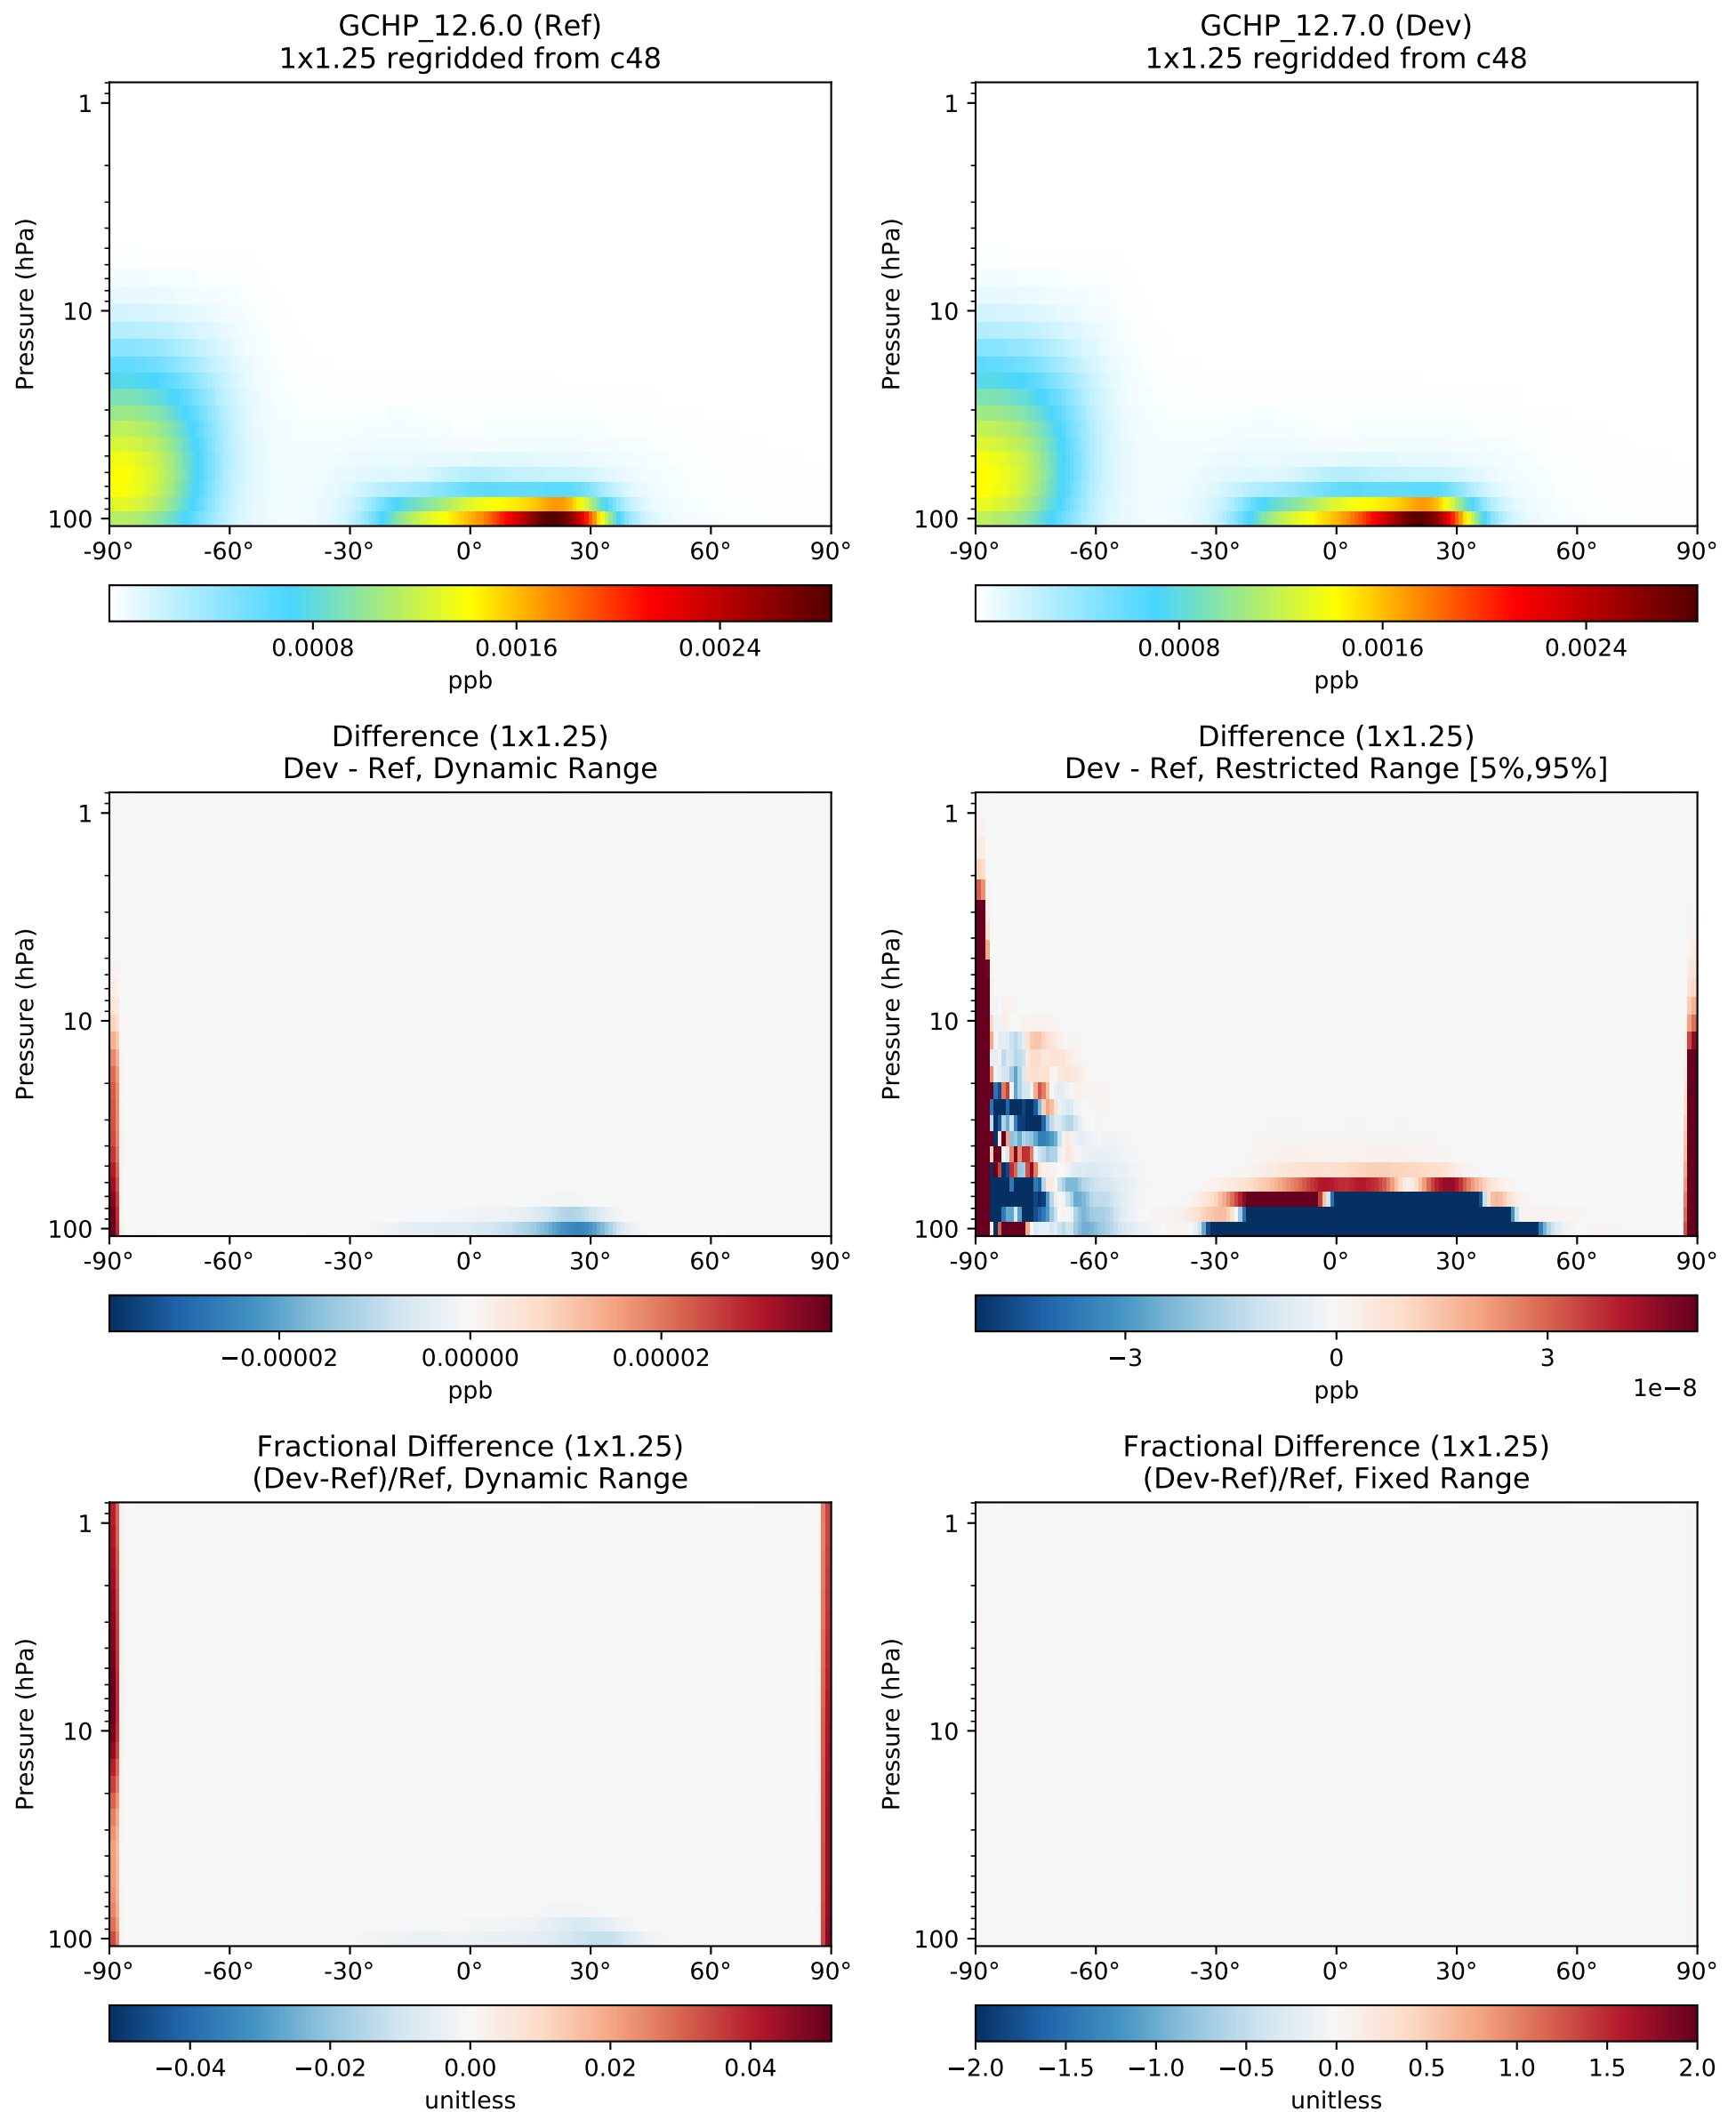 GCHP_12.6.0 (Ref)
1x1.25 regridded from c48
Pressure (hPa)
1
10
100
-90° -60° -30° 0° 30° 60° 90°
0.0008 0.0016 0.0024
ppb
GCHP_12.7.0 (Dev)
1x1.25 regridded from c48
Pressure (hPa)
1
10
100
-90° -60° -30° 0° 30° 60° 90°
0.0008 0.0016 0.0024
ppb
Difference (1x1.25)
Dev - Ref, Dynamic Range
Pressure (hPa)
1
10
100
-90° -60° -30° 0° 30° 60° 90°
−0.00002 0.00000 0.00002
ppb
Difference (1x1.25)
Dev - Ref, Restricted Range [5%,95%]
Pressure (hPa)
1
10
100
-90° -60° -30° 0° 30° 60° 90°
−3 0 3
1e−8
ppb
Fractional Difference (1x1.25)
(Dev-Ref)/Ref, Dynamic Range
Pressure (hPa)
1
10
100
-90° -60° -30° 0° 30° 60° 90°
−0.04 −0.02 0.00 0.02 0.04
unitless
Fractional Difference (1x1.25)
(Dev-Ref)/Ref, Fixed Range
Pressure (hPa)
1
10
100
-90° -60° -30° 0° 30° 60° 90°
−2.0 −1.5 −1.0 −0.5 0.0 0.5 1.0 1.5 2.0
unitless